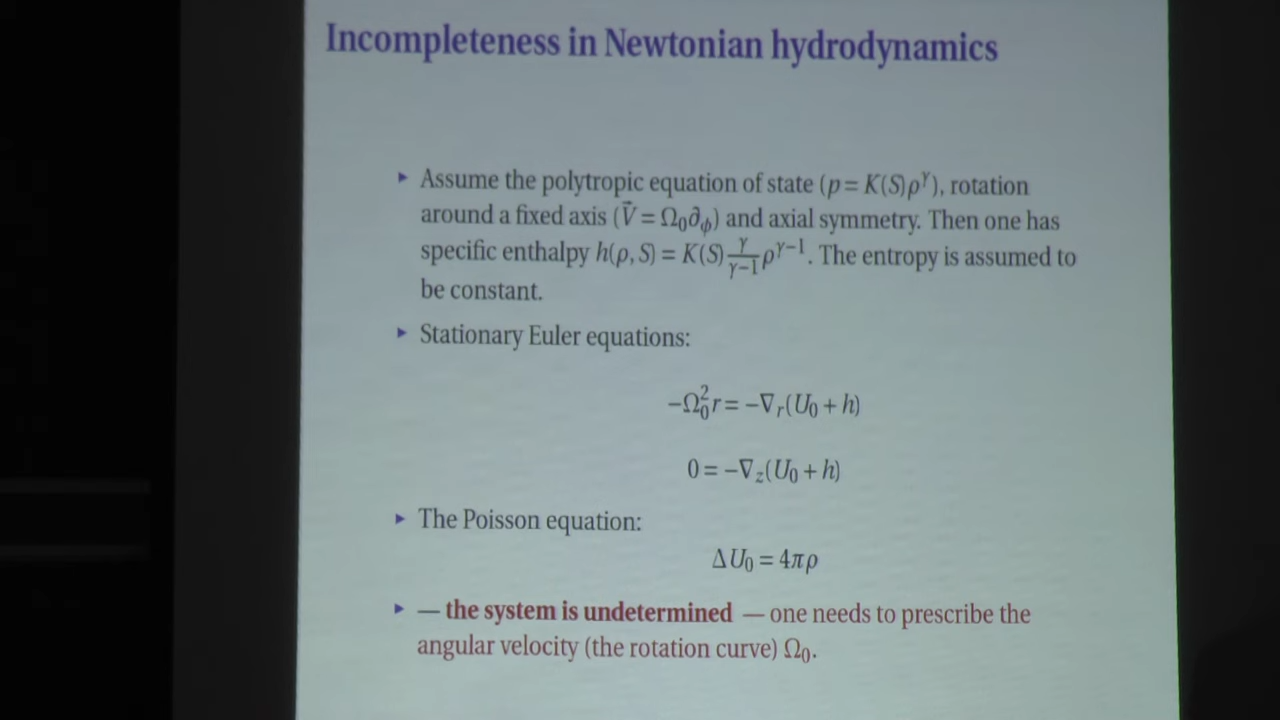 Incompleteness in Newtonian hydrodynamics
▸ Assume the polytropic equation of state (p = K(S)ρ^γ), rotation
around a fixed axis (V⃗ = Ω₀∂_ϕ) and axial symmetry. Then one has
specific enthalpy h(ρ, S) = K(S) γ/(γ−1) ρ^(γ−1). The entropy is assumed to
be constant.
▸ Stationary Euler equations:
−Ω₀²r = −∇_r(U₀ + h)
0 = −∇_z(U₀ + h)
▸ The Poisson equation:
ΔU₀ = 4πρ
▸ — the system is undetermined — one needs to prescribe the
angular velocity (the rotation curve) Ω₀.